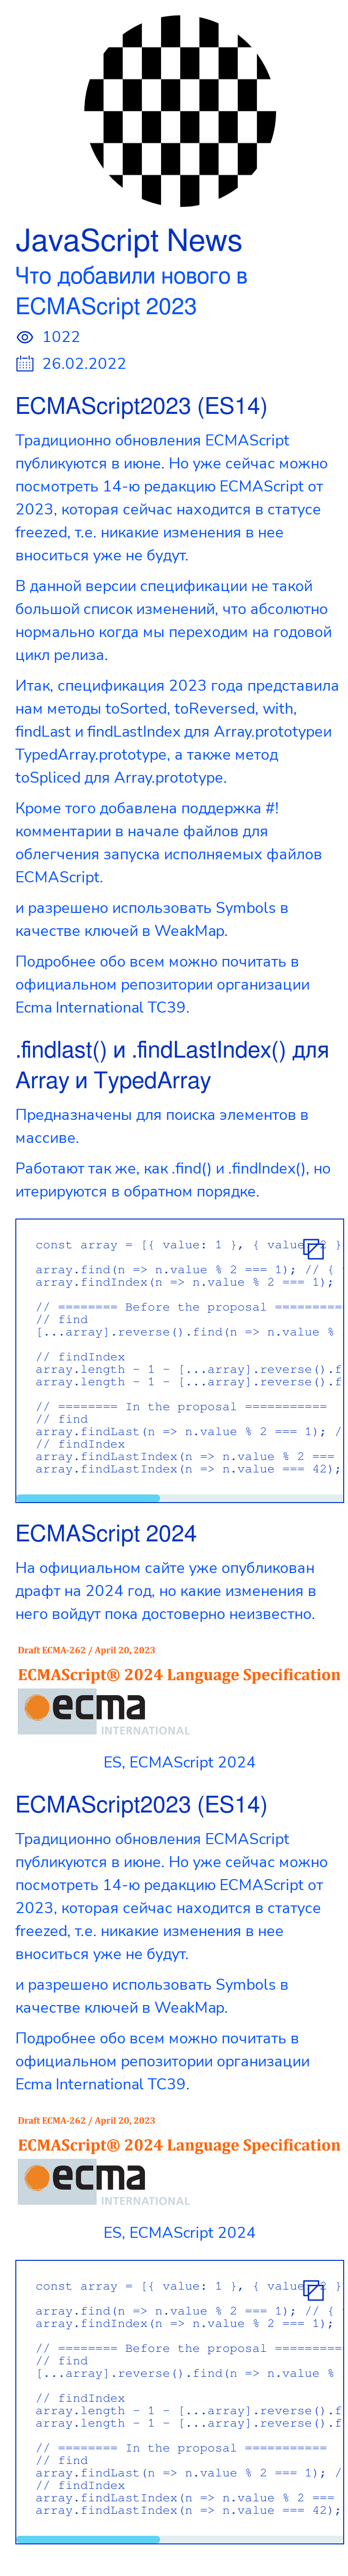 JavaScript News
Что добавили нового в
ECMAScript 2023
1022
26.02.2022
ECMAScript2023 (ES14)
Традиционно обновления ECMAScript
публикуются в июне. Но уже сейчас можно
посмотреть 14-ю редакцию ECMAScript от
2023, которая сейчас находится в статусе
freezed, т.е. никакие изменения в нее
вноситься уже не будут.
В данной версии спецификации не такой
большой список изменений, что абсолютно
нормально когда мы переходим на годовой
цикл релиза.
Итак, спецификация 2023 года представила
нам методы toSorted, toReversed, with,
findLast и findLastIndex для Array.prototypeи
TypedArray.prototype, а также метод
toSpliced для Array.prototype.
Кроме того добавлена поддержка #!
комментарии в начале файлов для
облегчения запуска исполняемых файлов
ECMAScript.
и разрешено использовать Symbols в
качестве ключей в WeakMap.
Подробнее обо всем можно почитать в
официальном репозитории организации
Ecma International TC39.
.findlast() и .findLastIndex() для
Array и TypedArray
Предназначены для поиска элементов в
массиве.
Работают так же, как .find() и .findIndex(), но
итерируются в обратном порядке.
const array = [{ value: 1 }, { value: 2 }
array.find(n => n.value % 2 === 1); // {
array.findIndex(n => n.value % 2 === 1);
// ======== Before the proposal =========
// find
[...array].reverse().find(n => n.value %
// findIndex
array.length - 1 - [...array].reverse().f
array.length - 1 - [...array].reverse().f
// ======== In the proposal ===========
// find
array.findLast(n => n.value % 2 === 1); /
// findIndex
array.findLastIndex(n => n.value % 2 ===
array.findLastIndex(n => n.value === 42);
ECMAScript 2024
На официальном сайте уже опубликован
драфт на 2024 год, но какие изменения в
него войдут пока достоверно неизвестно.
Draft ECMA-262 / April 20, 2023
ECMAScript® 2024 Language Specification
ecma
INTERNATIONAL
ES, ECMAScript 2024
ECMAScript2023 (ES14)
Традиционно обновления ECMAScript
публикуются в июне. Но уже сейчас можно
посмотреть 14-ю редакцию ECMAScript от
2023, которая сейчас находится в статусе
freezed, т.е. никакие изменения в нее
вноситься уже не будут.
и разрешено использовать Symbols в
качестве ключей в WeakMap.
Подробнее обо всем можно почитать в
официальном репозитории организации
Ecma International TC39.
Draft ECMA-262 / April 20, 2023
ECMAScript® 2024 Language Specification
ecma
INTERNATIONAL
ES, ECMAScript 2024
const array = [{ value: 1 }, { value: 2 }
array.find(n => n.value % 2 === 1); // {
array.findIndex(n => n.value % 2 === 1);
// ======== Before the proposal =========
// find
[...array].reverse().find(n => n.value %
// findIndex
array.length - 1 - [...array].reverse().f
array.length - 1 - [...array].reverse().f
// ======== In the proposal ===========
// find
array.findLast(n => n.value % 2 === 1); /
// findIndex
array.findLastIndex(n => n.value % 2 ===
array.findLastIndex(n => n.value === 42);